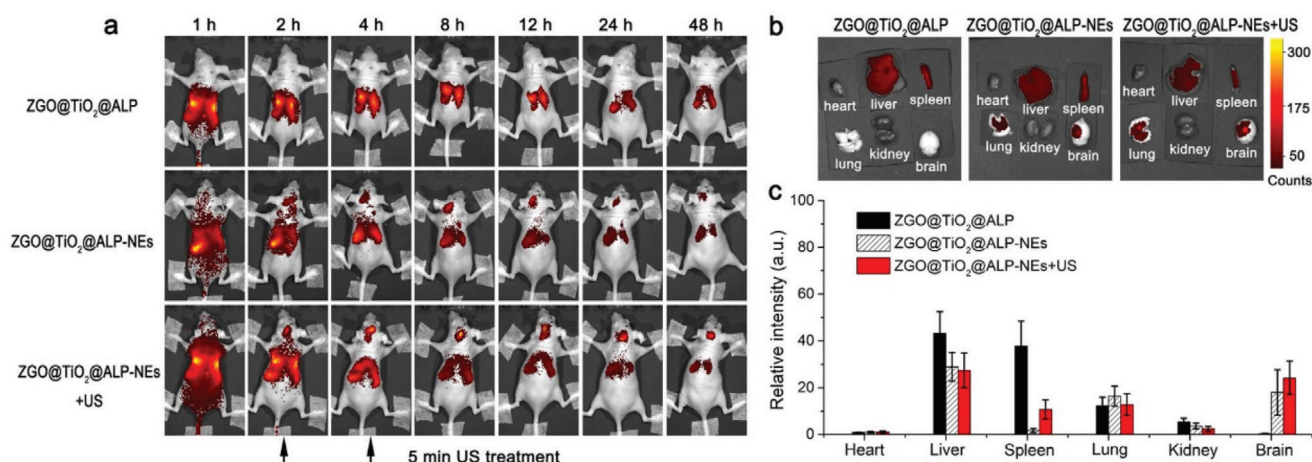 a
1 h 2 h 4 h 8 h 12 h 24 h 48 h
ZGO@TiO₂@ALP
ZGO@TiO₂@ALP-NEs
ZGO@TiO₂@ALP-NEs
+US
5 min US treatment
b
ZGO@TiO₂@ALP ZGO@TiO₂@ALP-NEs ZGO@TiO₂@ALP-NEs+US
heart liver spleen
lung kidney brain
heart liver spleen
lung kidney brain
heart liver spleen
lung kidney brain
300
175
50
Counts
c
Relative intensity (a.u.)
100
80
60
40
20
0
ZGO@TiO₂@ALP
ZGO@TiO₂@ALP-NEs
ZGO@TiO₂@ALP-NEs+US
Heart Liver Spleen Lung Kidney Brain